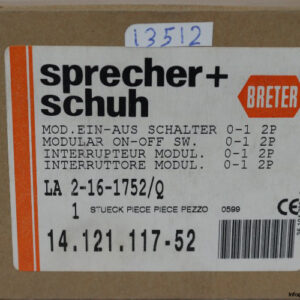 13512
sprecher+
schuh
BRETER
MOD.EIN-AUS SCHALTER 0-1 2P
MODULAR ON-OFF SW. 0-1 2P
INTERRUPTEUR MODUL. 0-1 2P
INTERRUTTORE MODUL. 0-1 2P
LA 2-16-1752/Q
1 STUECK PIECE PIECE PEZZO 0599
CE
14.121.117-52